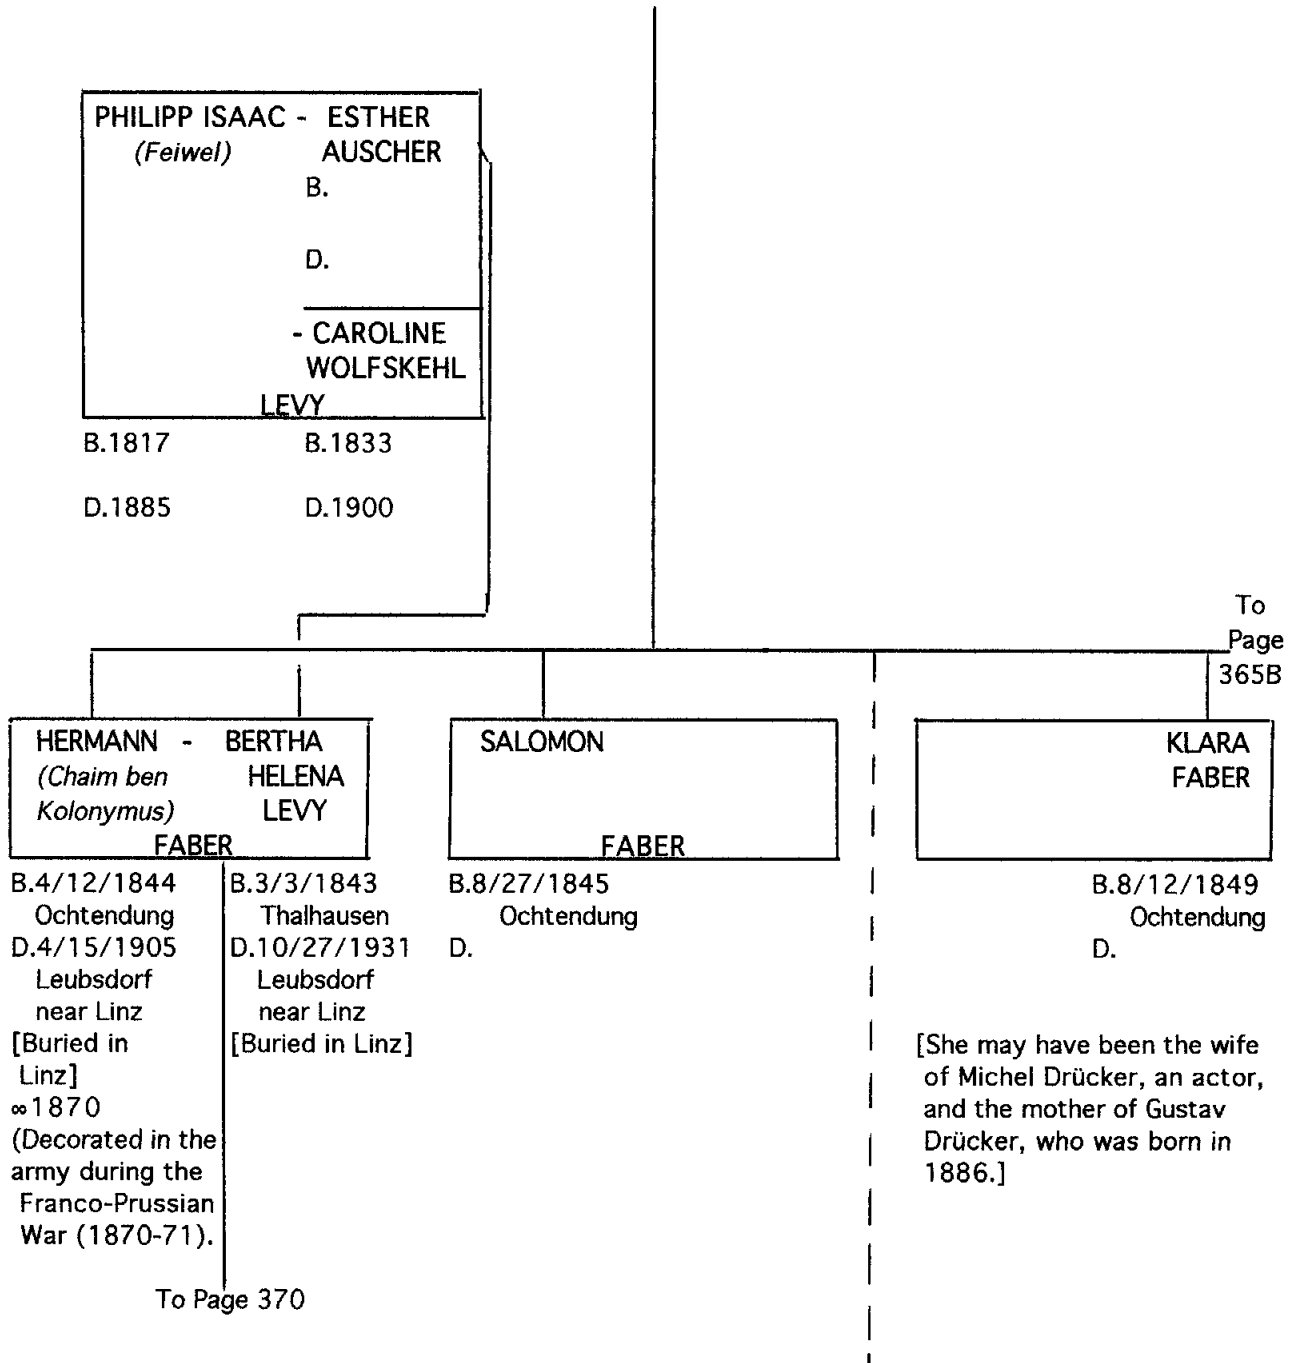 PHILIPP ISAAC - ESTHER
(Feiwel) AUSCHER
B.
D.
- CAROLINE
WOLFSKEHL
LEVY
B.1817 B.1833
D.1885 D.1900
To
Page
365B
HERMANN - BERTHA
(Chaim ben HELENA
Kolonymus) LEVY
FABER
B.4/12/1844 B.3/3/1843
Ochtendung Thalhausen
D.4/15/1905 D.10/27/1931
Leubsdorf Leubsdorf
near Linz near Linz
[Buried in [Buried in Linz]
Linz]
∞1870
(Decorated in the
army during the
Franco-Prussian
War (1870-71).
To Page 370
SALOMON
FABER
B.8/27/1845
Ochtendung
D.
KLARA
FABER
B.8/12/1849
Ochtendung
D.
[She may have been the wife
of Michel Drücker, an actor,
and the mother of Gustav
Drücker, who was born in
1886.]